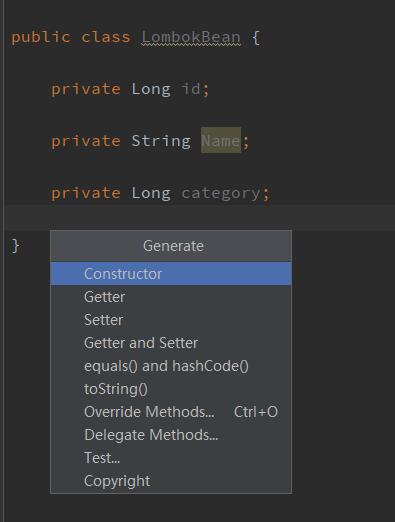 public class LombokBean {
private Long id;
private String Name;
private Long category;
}
Generate
Constructor
Getter
Setter
Getter and Setter
equals() and hashCode()
toString()
Override Methods... Ctrl+O
Delegate Methods...
Test...
Copyright